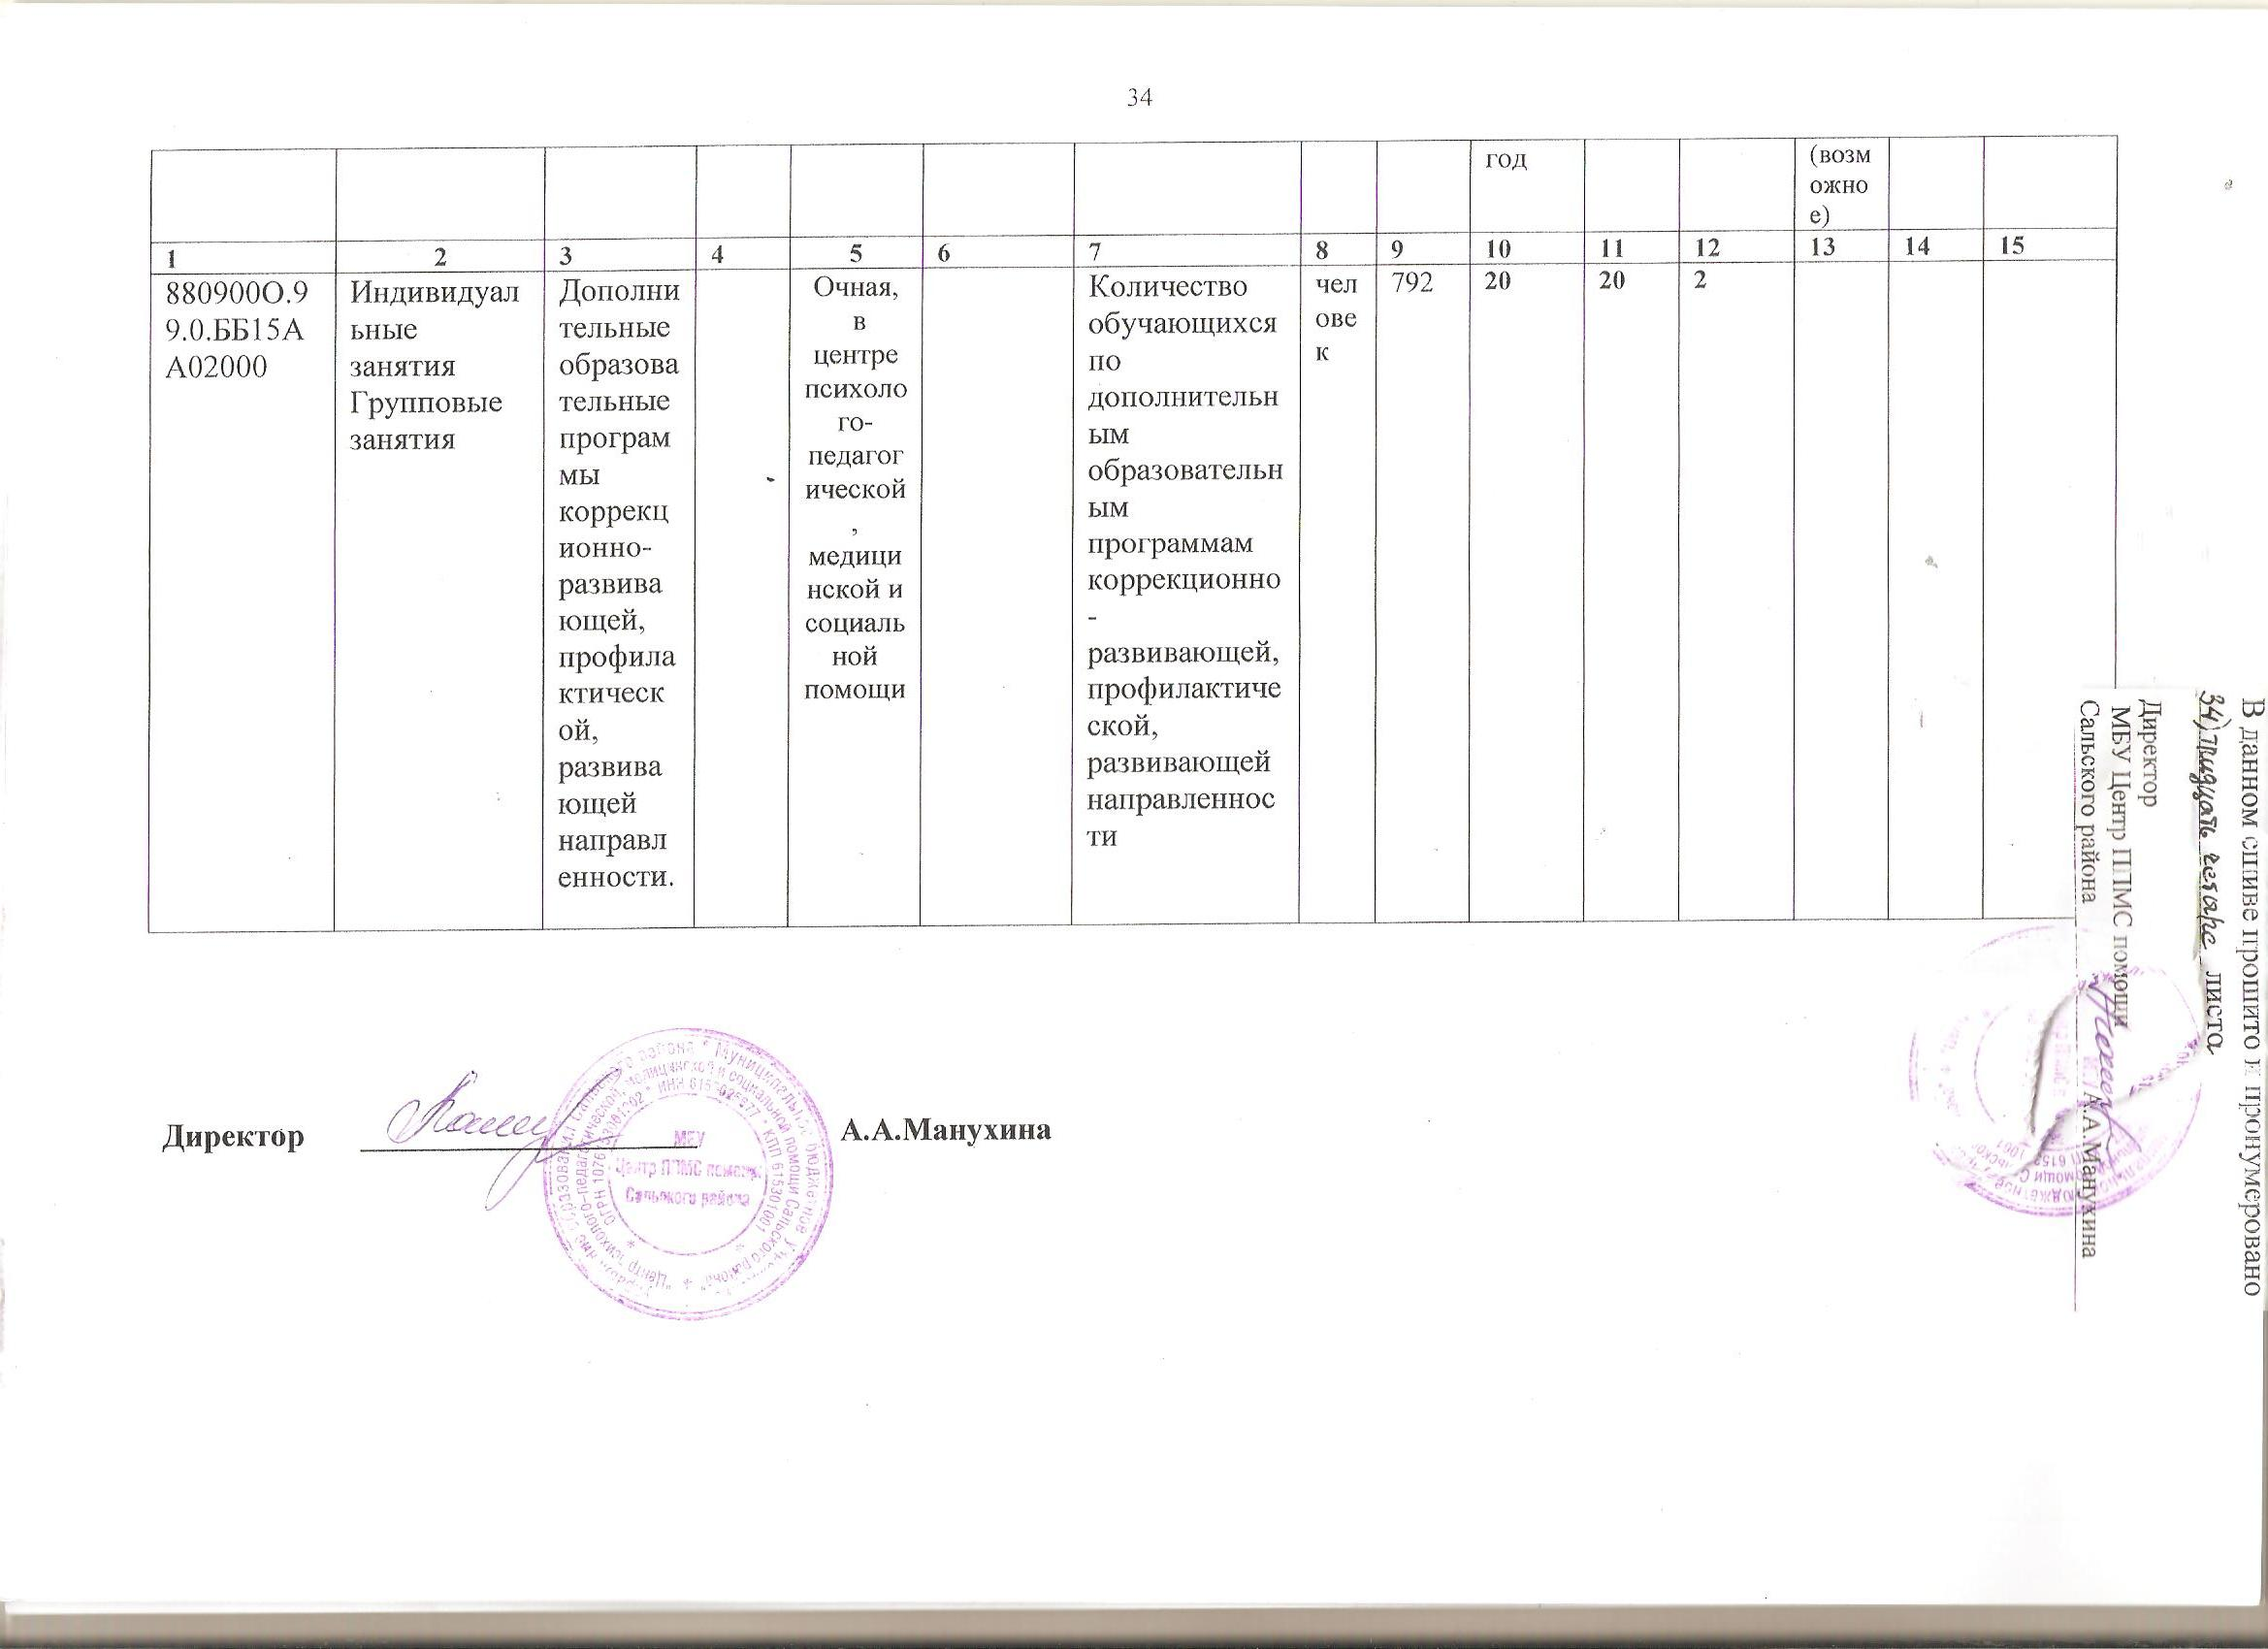 34
год
(возм
ожно
е)
1 2 3 4 5 6 7 8 9 10 11 12 13 14 15
880900О.9
9.0.ББ15А
А02000
Индивидуал
ьные
занятия
Групповые
занятия
Дополни
тельные
образова
тельные
програм
мы
коррекц
ионно-
развива
ющей,
профила
ктическ
ой,
развива
ющей
направл
енности.
Очная,
в
центре
психоло
го-
педагог
ической
,
медици
нской и
социаль
ной
помощи
Количество
обучающихся
по
дополнительн
ым
образовательн
ым
программам
коррекционно
-
развивающей,
профилактиче
ской,
развивающей
направленнос
ти
чел
ове
к
792
20
20
2
Директор
А.А.Манухина
МБУ
Центр ППМС помощи
Сальского района
В данном сшиве прошито и пронумеровано
34) тридцать четыре листа
Директор
МБУ Центр ППМС помощи
Сальского района
А.А.Манухина